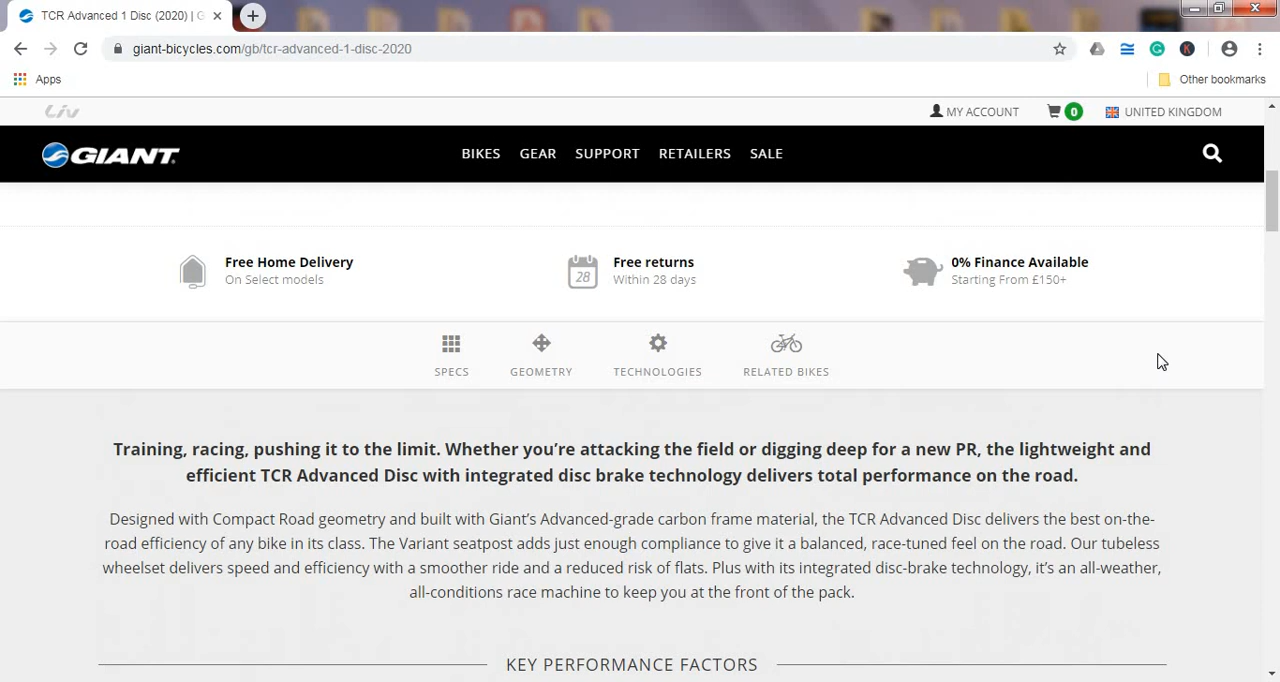 TCR Advanced 1 Disc (2020) | G
giant-bicycles.com/gb/tcr-advanced-1-disc-2020
Apps
Other bookmarks
Liv
MY ACCOUNT
0
UNITED KINGDOM
GIANT
BIKES
GEAR
SUPPORT
RETAILERS
SALE
Free Home Delivery
On Select models
28
Free returns
Within 28 days
0% Finance Available
Starting From £150+
SPECS
GEOMETRY
TECHNOLOGIES
RELATED BIKES
Training, racing, pushing it to the limit. Whether you’re attacking the field or digging deep for a new PR, the lightweight and
efficient TCR Advanced Disc with integrated disc brake technology delivers total performance on the road.
Designed with Compact Road geometry and built with Giant’s Advanced-grade carbon frame material, the TCR Advanced Disc delivers the best on-the-
road efficiency of any bike in its class. The Variant seatpost adds just enough compliance to give it a balanced, race-tuned feel on the road. Our tubeless
wheelset delivers speed and efficiency with a smoother ride and a reduced risk of flats. Plus with its integrated disc-brake technology, it’s an all-weather,
all-conditions race machine to keep you at the front of the pack.
KEY PERFORMANCE FACTORS